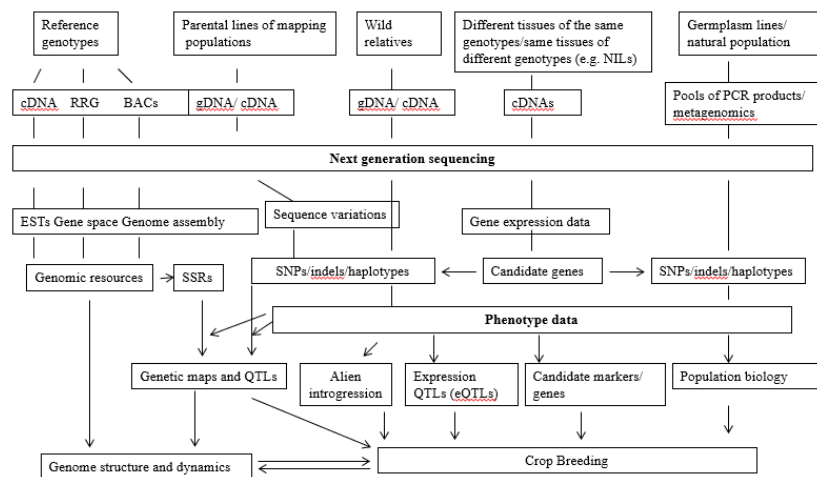 Reference
genotypes
Parental lines of mapping
populations
Wild
relatives
Different tissues of the same
genotypes/same tissues of
different genotypes (e.g. NILs)
Germplasm lines/
natural population
cDNA RRG BACs
gDNA/ cDNA
gDNA/ cDNA
cDNAs
Pools of PCR products/
metagenomics
Next generation sequencing
ESTs Gene space Genome assembly
Sequence variations
Gene expression data
Genomic resources
SSRs
SNPs/indels/haplotypes
Candidate genes
SNPs/indels/haplotypes
Phenotype data
Genetic maps and QTLs
Alien
introgression
Expression
QTLs (eQTLs)
Candidate markers/
genes
Population biology
Genome structure and dynamics
Crop Breeding